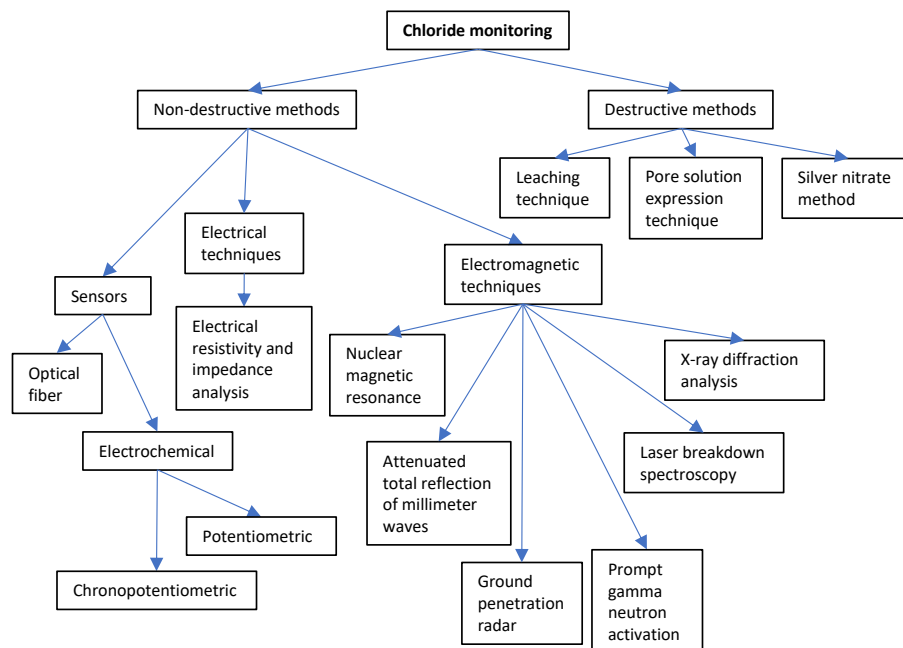 Chloride monitoring
Non-destructive methods
Destructive methods
Leaching
technique
Pore solution
expression
technique
Silver nitrate
method
Electrical
techniques
Electromagnetic
techniques
Sensors
Electrical
resistivity and
impedance
analysis
Nuclear
magnetic
resonance
X-ray diffraction
analysis
Optical
fiber
Electrochemical
Attenuated
total reflection
of millimeter
waves
Laser breakdown
spectroscopy
Potentiometric
Chronopotentiometric
Ground
penetration
radar
Prompt
gamma
neutron
activation